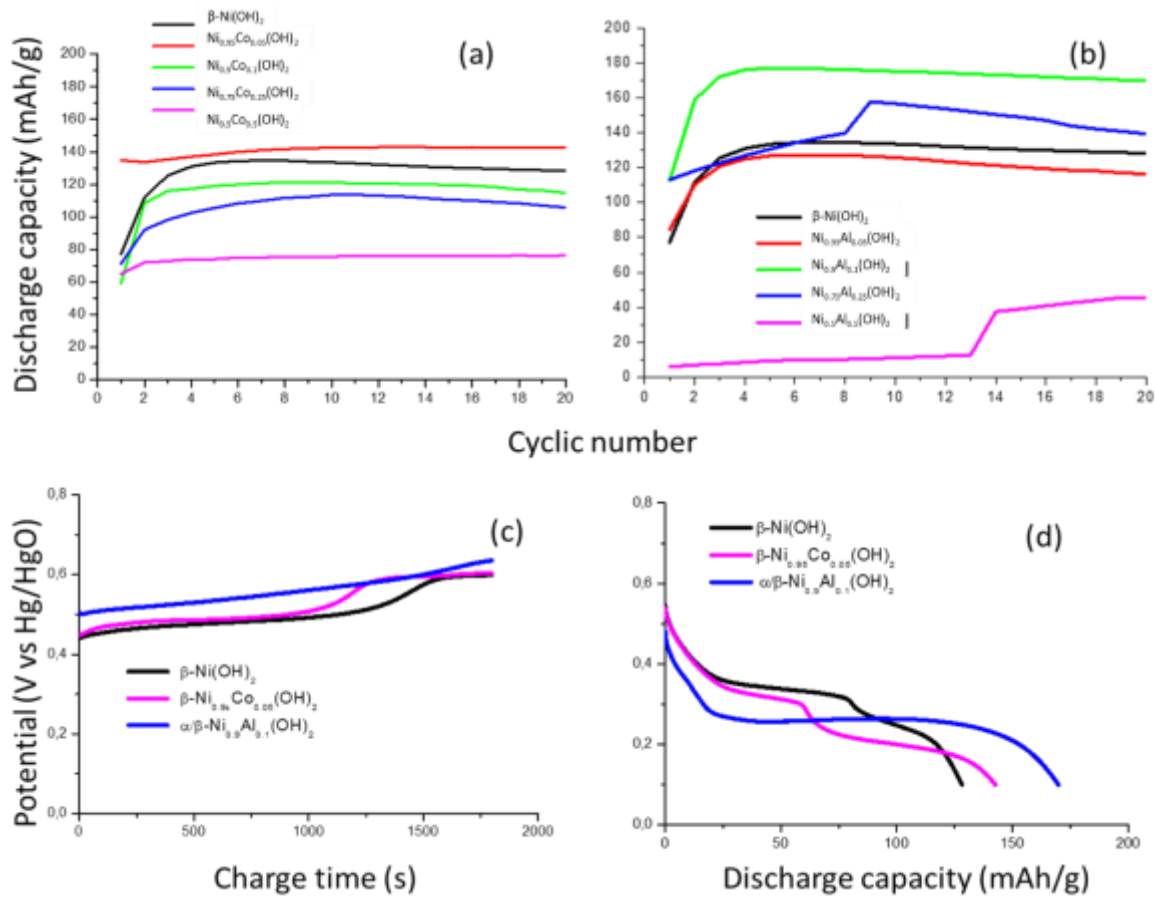 Discharge capacity (mAh/g)
β-Ni(OH)₂
Ni₀.₉₅Co₀.₀₅(OH)₂
Ni₀.₉Co₀.₁(OH)₂
Ni₀.₇₅Co₀.₂₅(OH)₂
Ni₀.₅Co₀.₅(OH)₂
(a)
200
180
160
140
120
100
80
60
40
20
0
0 2 4 6 8 10 12 14 16 18 20
(b)
200
180
160
140
120
100
80
60
40
20
0
β-Ni(OH)₂
Ni₀.₉₅Al₀.₀₅(OH)₂
Ni₀.₉Al₀.₁(OH)₂ |
Ni₀.₇₅Al₀.₂₅(OH)₂
Ni₀.₅Al₀.₅(OH)₂ |
0 2 4 6 8 10 12 14 16 18 20
Cyclic number
Potential (V vs Hg/HgO)
0,8
0,6
0,4
0,2
0,0
(c)
β-Ni(OH)₂
β-Ni₀.₉₅Co₀.₀₅(OH)₂
α/β-Ni₀.₉Al₀.₁(OH)₂
0 500 1000 1500 2000
Charge time (s)
0,8
0,6
0,4
0,2
0,0
(d)
β-Ni(OH)₂
β-Ni₀.₉₅Co₀.₀₅(OH)₂
α/β-Ni₀.₉Al₀.₁(OH)₂
0 50 100 150 200
Discharge capacity (mAh/g)